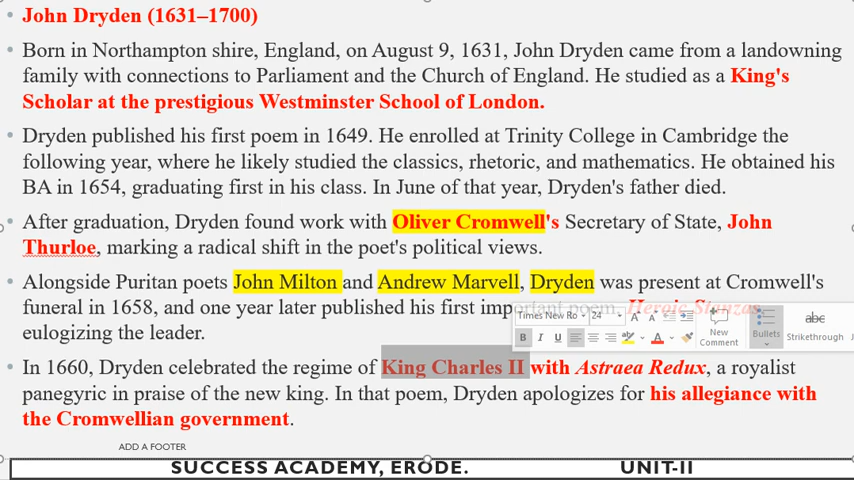 John Dryden (1631–1700)
Born in Northampton shire, England, on August 9, 1631, John Dryden came from a landowning
family with connections to Parliament and the Church of England. He studied as a King's
Scholar at the prestigious Westminster School of London.
Dryden published his first poem in 1649. He enrolled at Trinity College in Cambridge the
following year, where he likely studied the classics, rhetoric, and mathematics. He obtained his
BA in 1654, graduating first in his class. In June of that year, Dryden's father died.
After graduation, Dryden found work with Oliver Cromwell's Secretary of State, John
Thurloe, marking a radical shift in the poet's political views.
Alongside Puritan poets John Milton and Andrew Marvell, Dryden was present at Cromwell's
funeral in 1658, and one year later published his first important poem, Heroic Stanzas,
eulogizing the leader.
Times New Ro 24 A A
B I U A
New Comment
Bullets
abc
Strikethrough
In 1660, Dryden celebrated the regime of King Charles II with Astraea Redux, a royalist
panegyric in praise of the new king. In that poem, Dryden apologizes for his allegiance with
the Cromwellian government.
ADD A FOOTER
SUCCESS ACADEMY, ERODE. UNIT-II